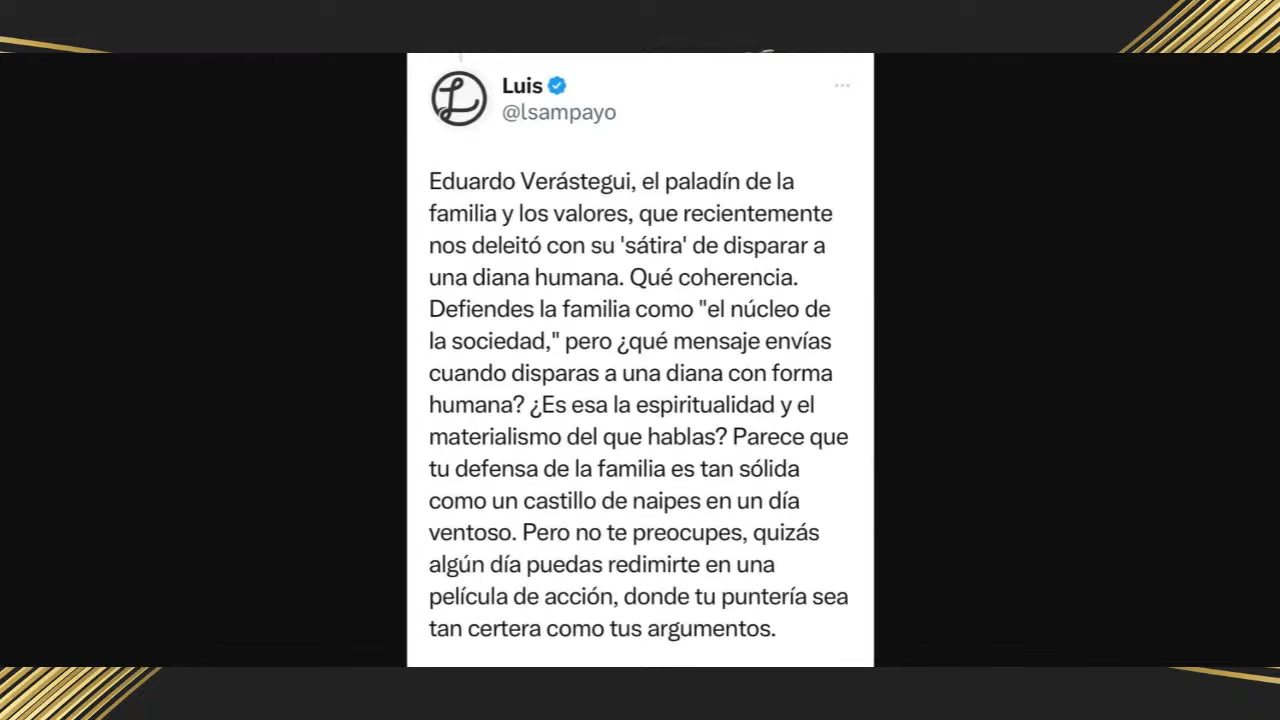 Luis
@lsampayo
Eduardo Verástegui, el paladín de la
familia y los valores, que recientemente
nos deleitó con su 'sátira' de disparar a
una diana humana. Qué coherencia.
Defiendes la familia como "el núcleo de
la sociedad," pero ¿qué mensaje envías
cuando disparas a una diana con forma
humana? ¿Es esa la espiritualidad y el
materialismo del que hablas? Parece que
tu defensa de la familia es tan sólida
como un castillo de naipes en un día
ventoso. Pero no te preocupes, quizás
algún día puedas redimirte en una
película de acción, donde tu puntería sea
tan certera como tus argumentos.